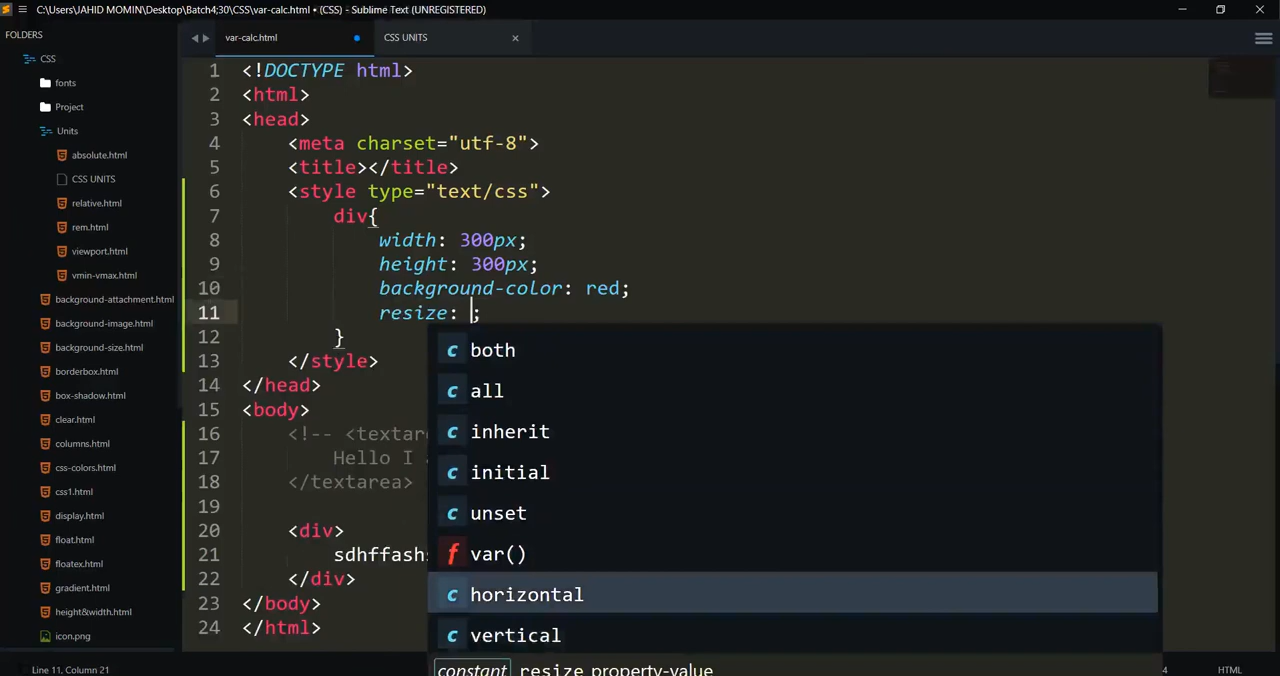 C:\Users\JAHID MOMIN\Desktop\Batch4;30\CSS\var-calc.html • (CSS) - Sublime Text (UNREGISTERED)
FOLDERS
CSS
fonts
Project
Units
absolute.html
CSS UNITS
relative.html
rem.html
viewport.html
vmin-vmax.html
background-attachment.html
background-image.html
background-size.html
borderbox.html
box-shadow.html
clear.html
columns.html
css-colors.html
css1.html
display.html
float.html
floatex.html
gradient.html
height&width.html
icon.png
var-calc.html
CSS UNITS
1 <!DOCTYPE html>
2 <html>
3 <head>
4 <meta charset="utf-8">
5 <title></title>
6 <style type="text/css">
7 div{
8 width: 300px;
9 height: 300px;
10 background-color: red;
11 resize: ;
12 }
13 </style>
14 </head>
15 <body>
16 <!-- <textar
17 Hello I
18 </textarea>
19
20 <div>
21 sdhffash
22 </div>
23 </body>
24 </html>
c both
c all
c inherit
c initial
c unset
f var()
c horizontal
c vertical
constant resize property-value
Line 11, Column 21
4
HTML